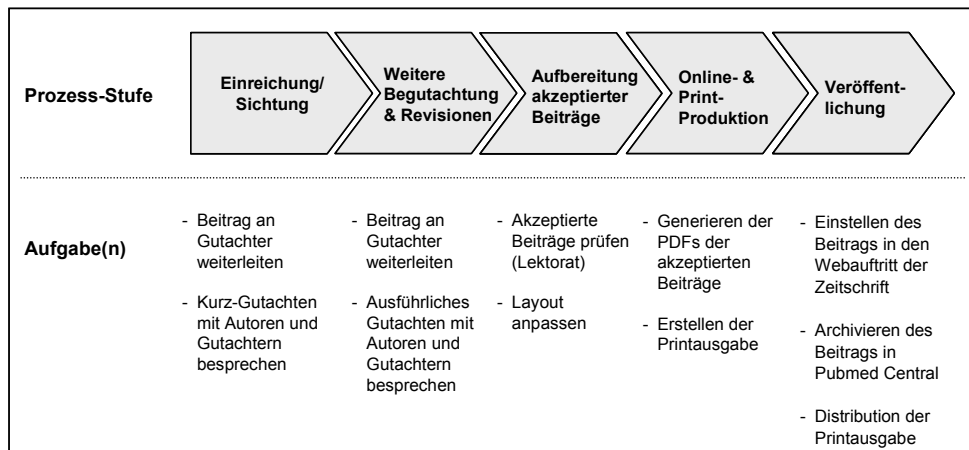 Prozess-Stufe
Einreichung/
Sichtung
Weitere
Begutachtung
& Revisionen
Aufbereitung
akzeptierter
Beiträge
Online- &
Print-
Produktion
Veröffent-
lichung
Aufgabe(n)
- Beitrag an
Gutachter
weiterleiten
- Kurz-Gutachten
mit Autoren und
Gutachtern
besprechen
- Beitrag an
Gutachter
weiterleiten
- Ausführliches
Gutachten mit
Autoren und
Gutachtern
besprechen
- Akzeptierte
Beiträge prüfen
(Lektorat)
- Layout
anpassen
- Generieren der
PDFs der
akzeptierten
Beiträge
- Erstellen der
Printausgabe
- Einstellen des
Beitrags in den
Webauftritt der
Zeitschrift
- Archivieren des
Beitrags in
Pubmed Central
- Distribution der
Printausgabe